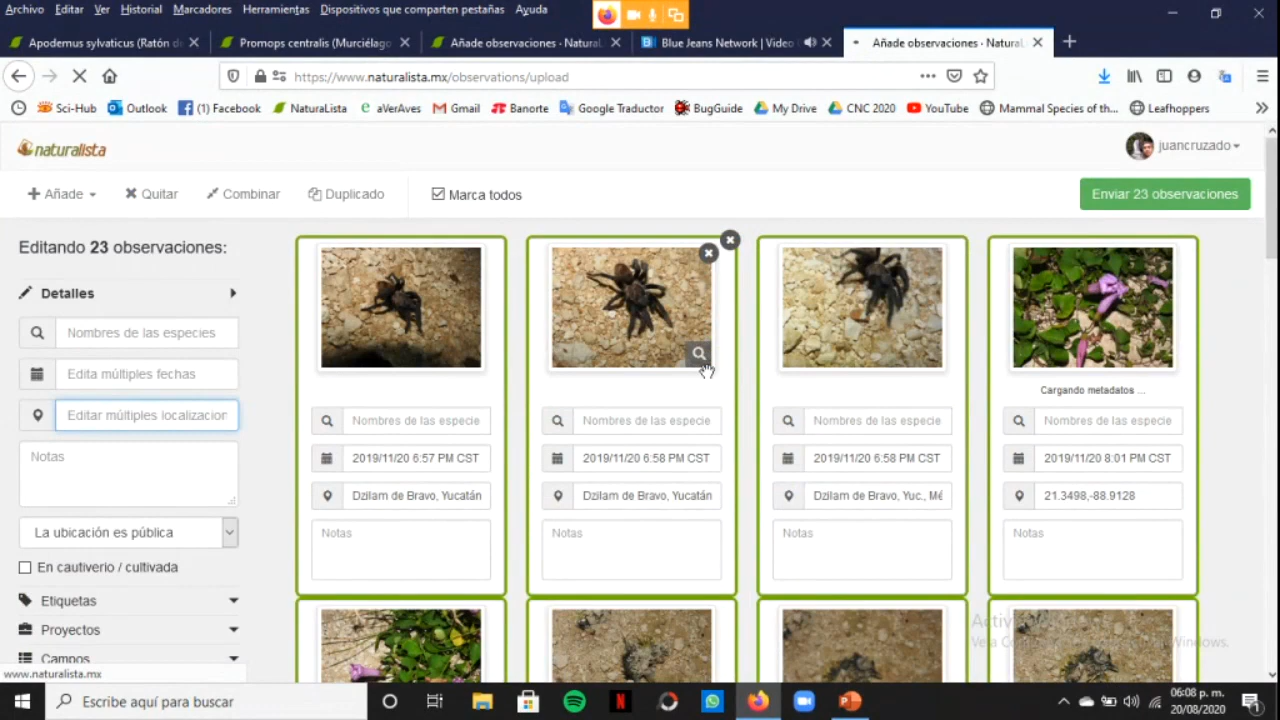 Archivo Editar Ver Historial Marcadores Herramientas Dispositivos que comparten pestañas Ayuda
Apodemus sylvaticus (Ratón d Promops centralis (Murciélago Añade observaciones - Natural. Blue Jeans Network | Video Añade observaciones - Natural.
https://www.naturalista.mx/observations/upload
Sci-Hub Outlook (1) Facebook NaturaLista aVerAves Gmail Banorte Google Traductor BugGuide My Drive CNC 2020 YouTube Mammal Species of th... Leafhoppers
naturalista juancruzado
Añade Quitar Combinar Duplicado Marca todos Enviar 23 observaciones
Editando 23 observaciones:
Detalles
Nombres de las especies
Edita múltiples fechas
Editar múltiples localizacion
Notas
La ubicación es pública
En cautiverio / cultivada
Etiquetas
Proyectos
Campos
www.naturalista.mx
Cargando metadatos ...
Nombres de las especie Nombres de las especie Nombres de las especie Nombres de las especie
2019/11/20 6:57 PM CST 2019/11/20 6:58 PM CST 2019/11/20 6:58 PM CST 2019/11/20 8:01 PM CST
Dzilam de Bravo, Yucatán Dzilam de Bravo, Yucatán Dzilam de Bravo, Yuc., Mé 21.3498,-88.9128
Notas Notas Notas Notas
Windows.
Escribe aquí para buscar
06:08 p. m.
20/08/2020
1